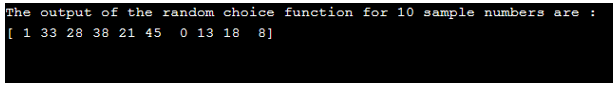 The output of the random choice function for 10 sample numbers are :
[ 1 33 28 38 21 45  0 13 18  8]